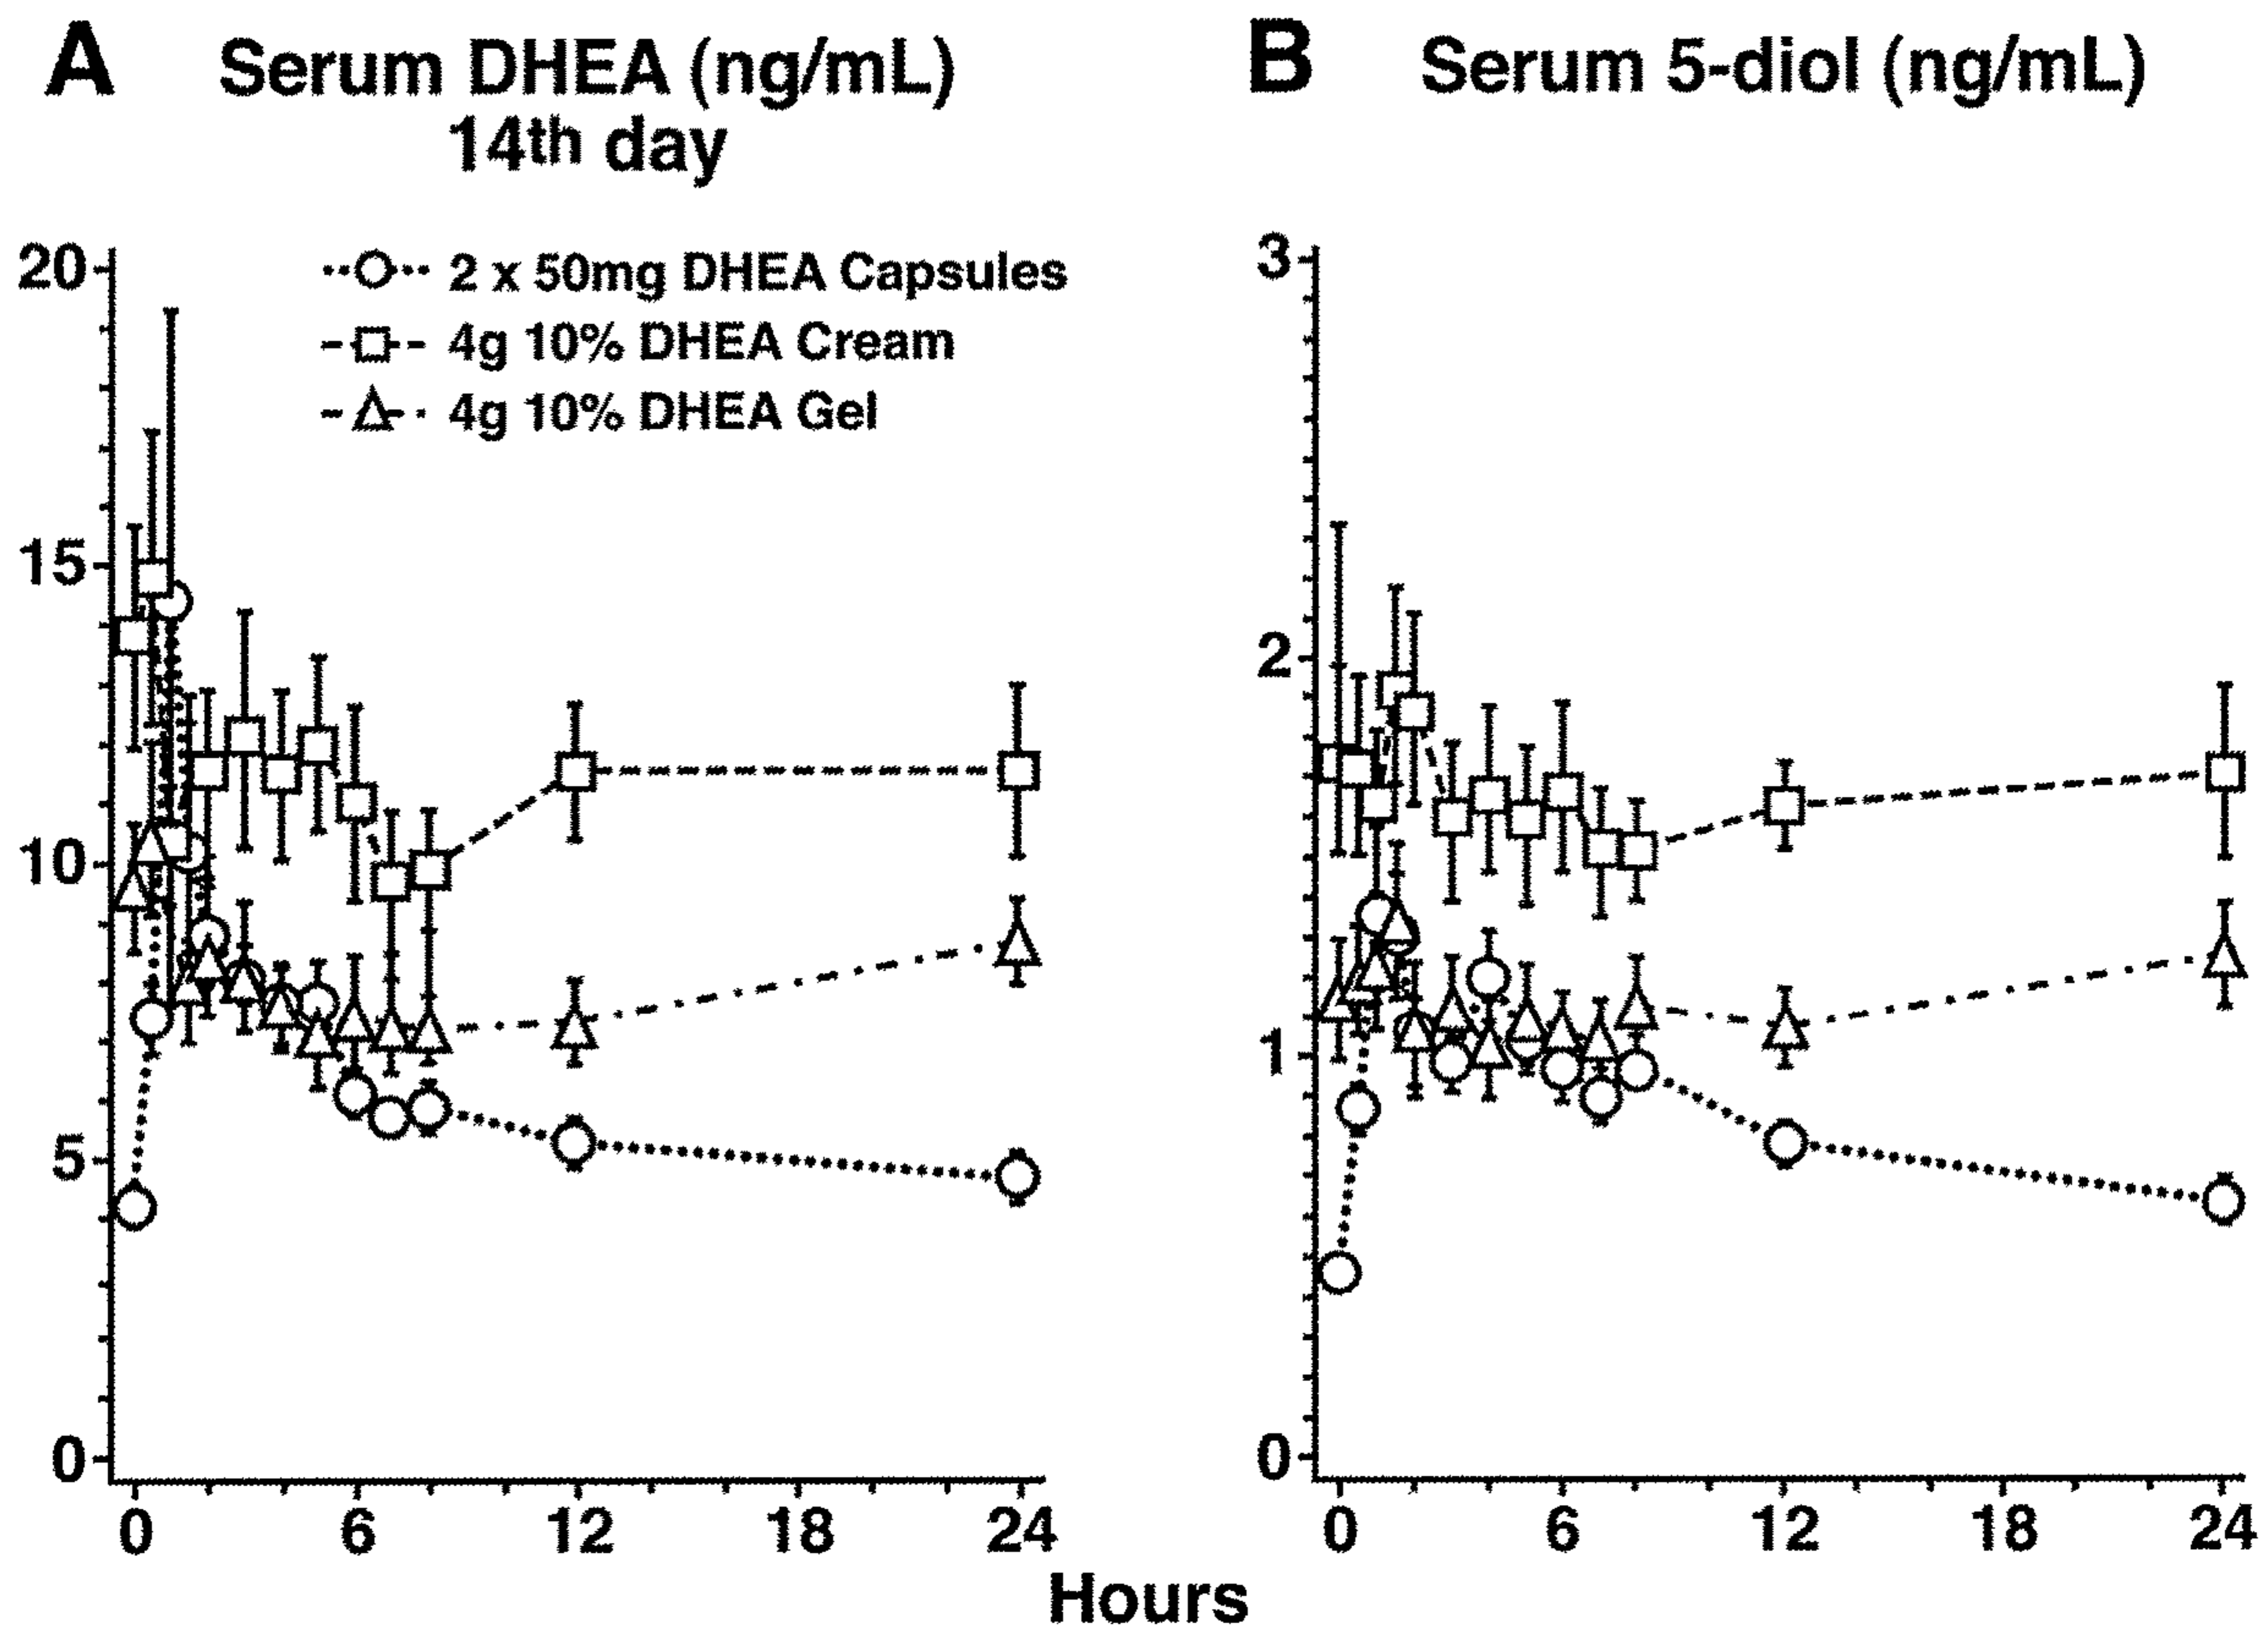 A Serum DHEA (ng/mL)
14th day
20
15
10
5
0
2 x 50mg DHEA Capsules
4g 10% DHEA Cream
4g 10% DHEA Gel
0 6 12 18 24
B Serum 5-diol (ng/mL)
3
2
1
0
0 6 12 18 24
Hours